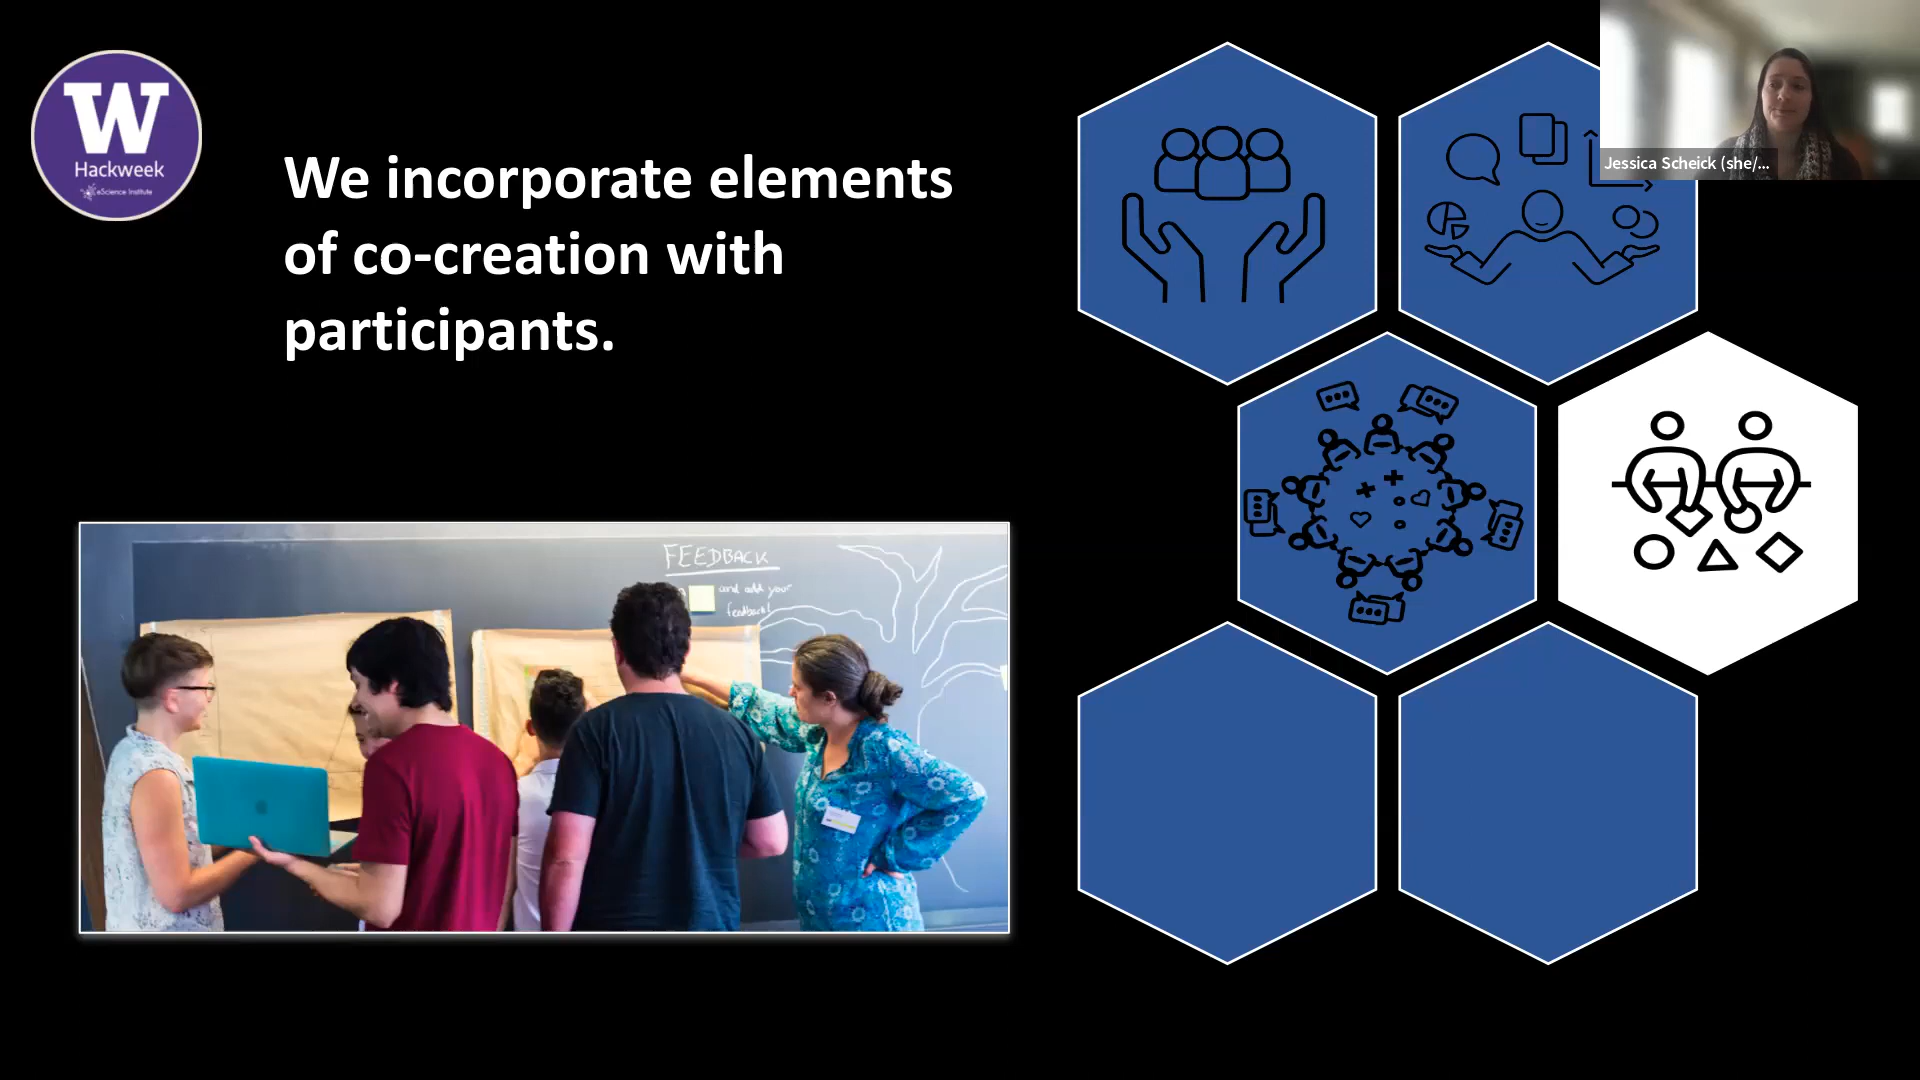 W
Hackweek
eScience Institute
We incorporate elements
of co-creation with
participants.
Jessica Scheick (she/...
FEEDBACK
and add your
feedback!